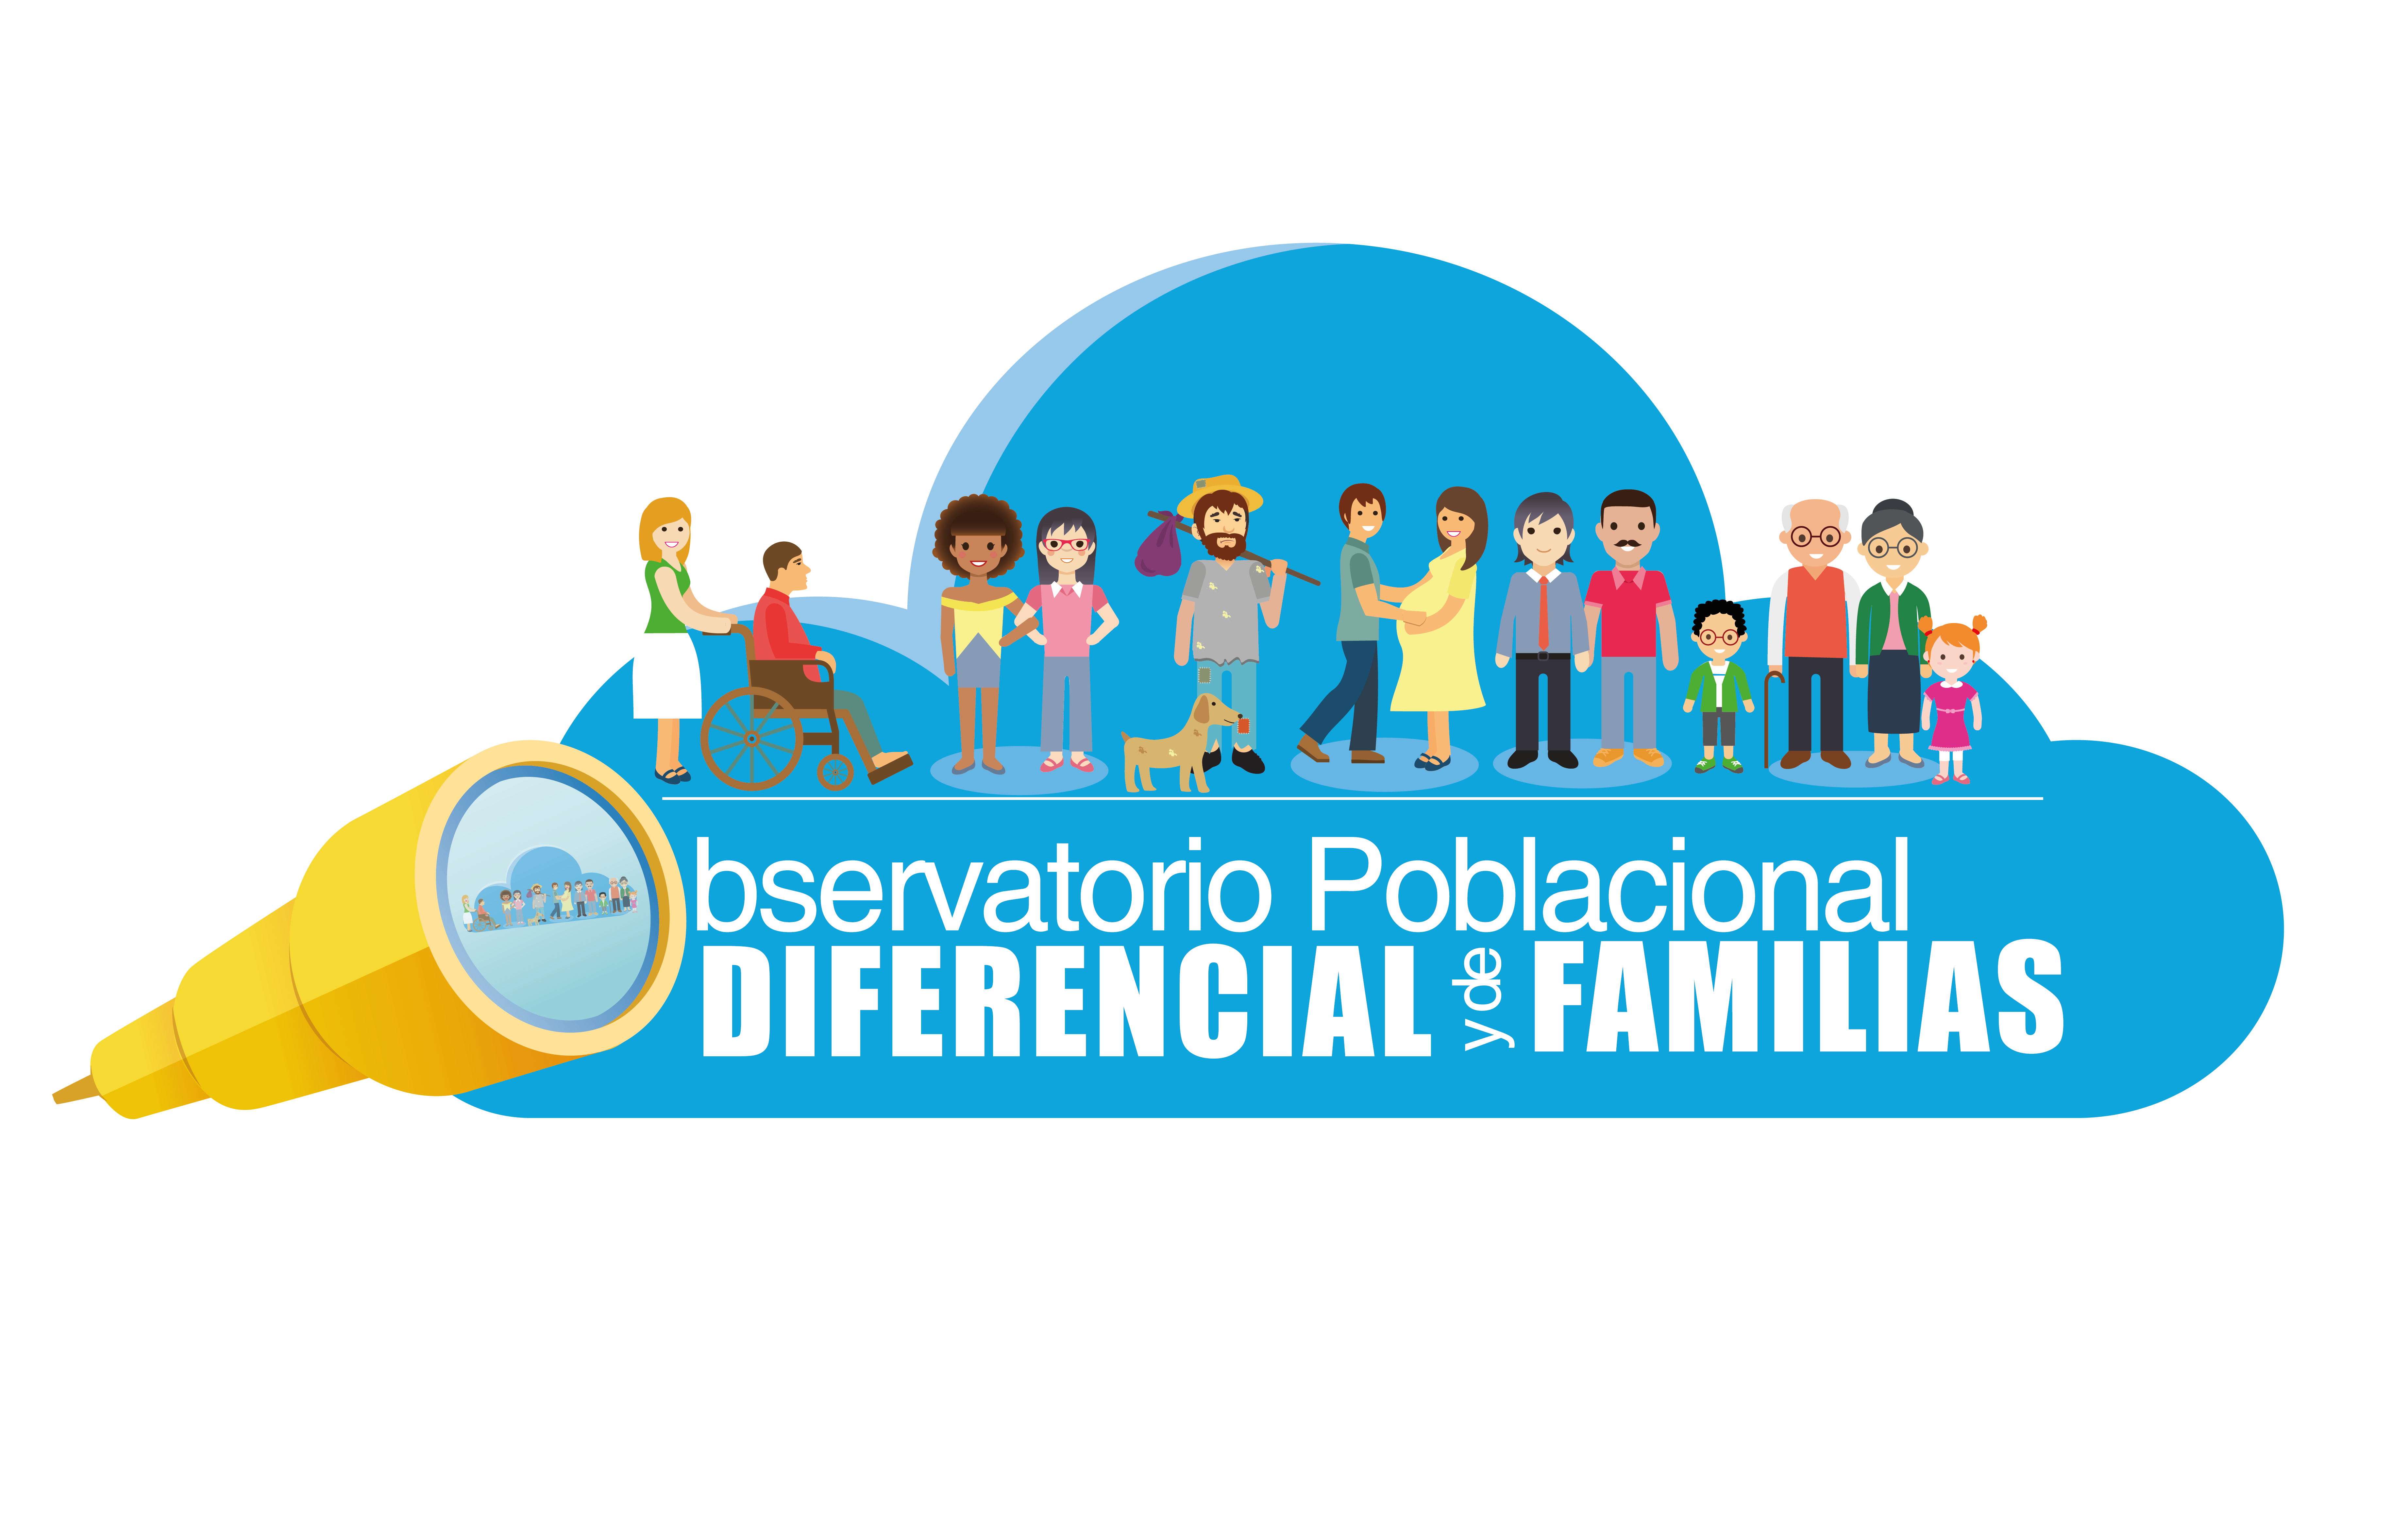 bservatorio Poblacional
DIFERENCIAL y de FAMILIAS